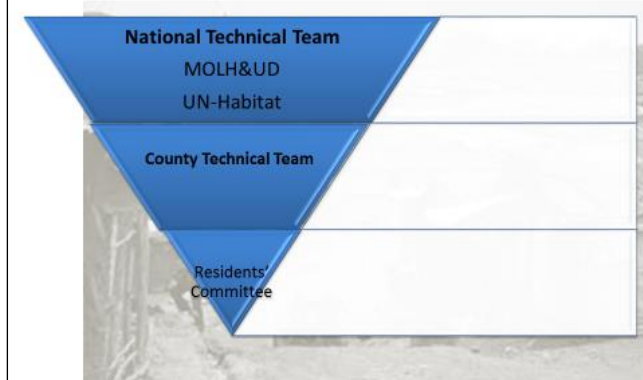 National Technical Team
MOLH&UD
UN-Habitat
County Technical Team
Residents'
Committee